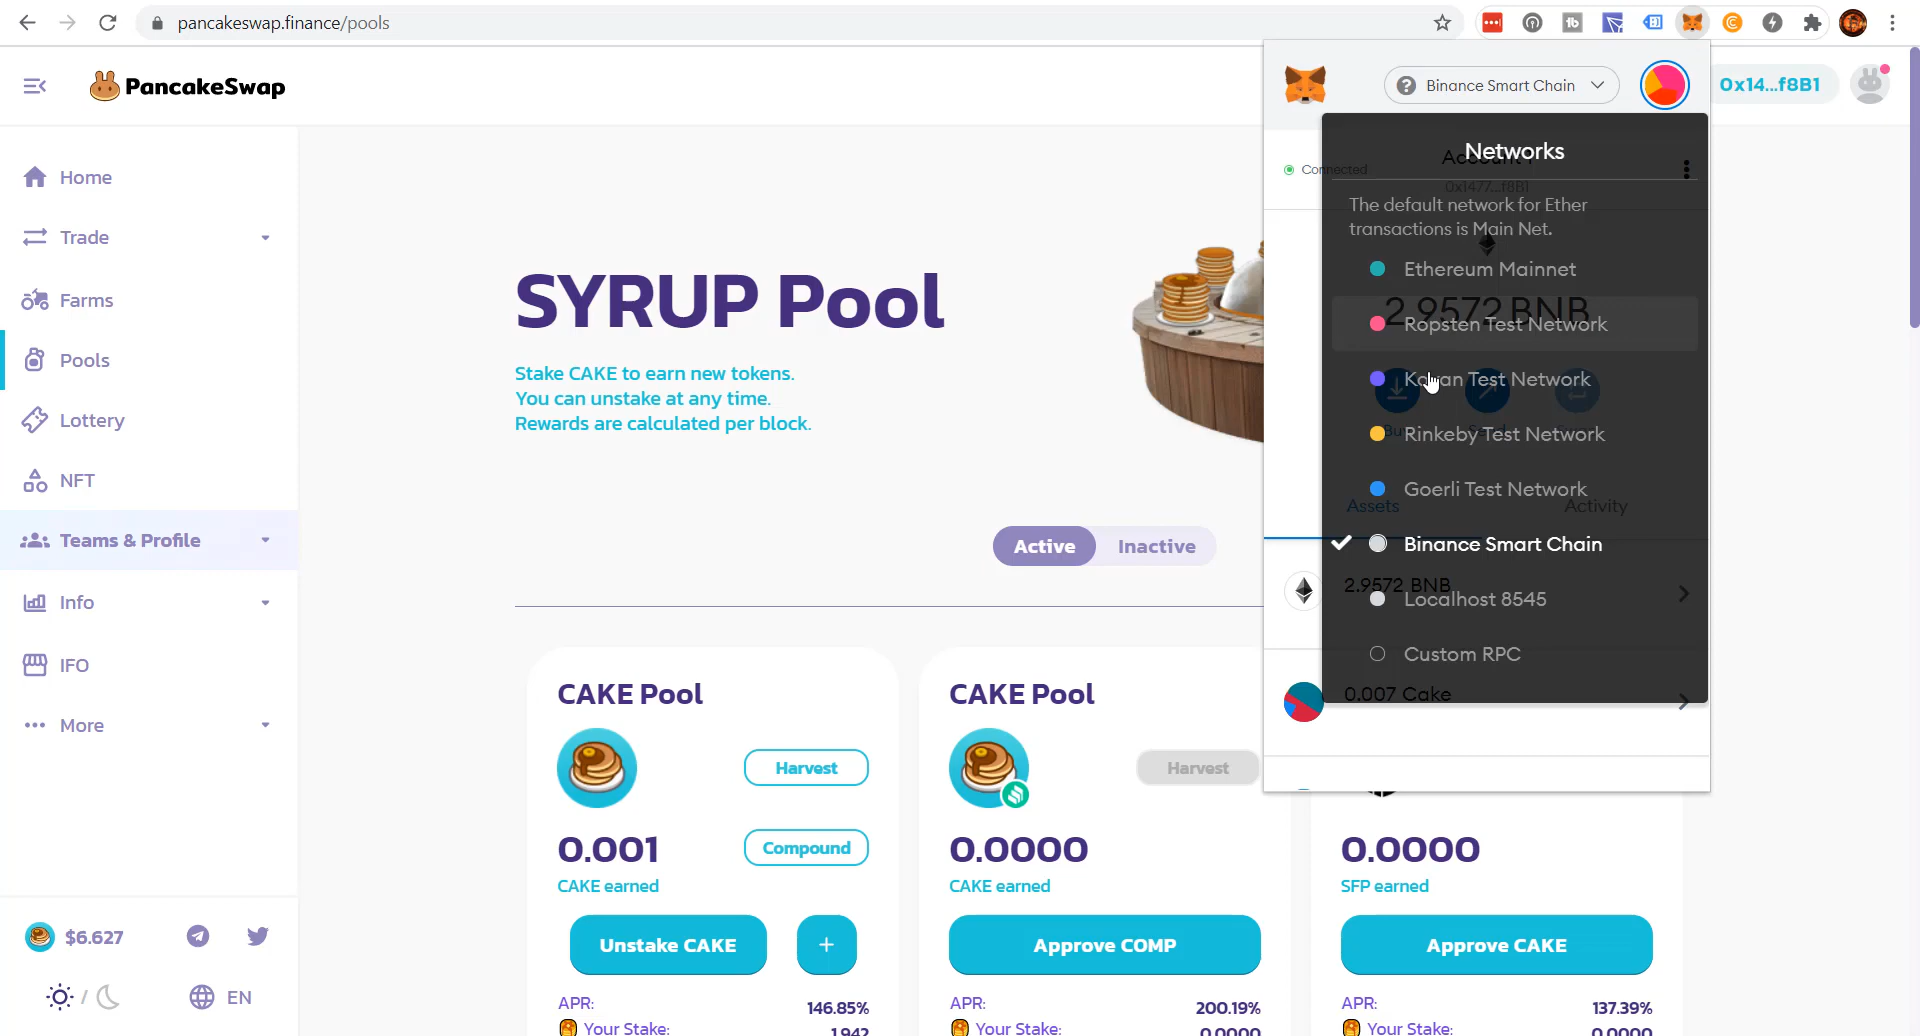 pancakeswap.finance/pools
PancakeSwap
Binance Smart Chain
0x14...f8B1
Home
Trade
Farms
Pools
Lottery
NFT
Teams & Profile
Info
IFO
More
$6.627
EN
SYRUP Pool
Stake CAKE to earn new tokens.
You can unstake at any time.
Rewards are calculated per block.
Active
Inactive
CAKE Pool
Harvest
0.001
Compound
CAKE earned
Unstake CAKE
+
APR:
146.85%
Your Stake:
1.942
CAKE Pool
Harvest
0.0000
CAKE earned
Approve COMP
APR:
200.19%
Your Stake:
0.0000
0.0000
SFP earned
Approve CAKE
APR:
137.39%
Your Stake:
0.0000
Connected
0x1477...f8B1
Networks
The default network for Ether
transactions is Main Net.
Ethereum Mainnet
2.9572 BNB
Ropsten Test Network
Kovan Test Network
Rinkeby Test Network
Goerli Test Network
Assets
Activity
Binance Smart Chain
2.9572 BNB
Localhost 8545
Custom RPC
0.007 Cake